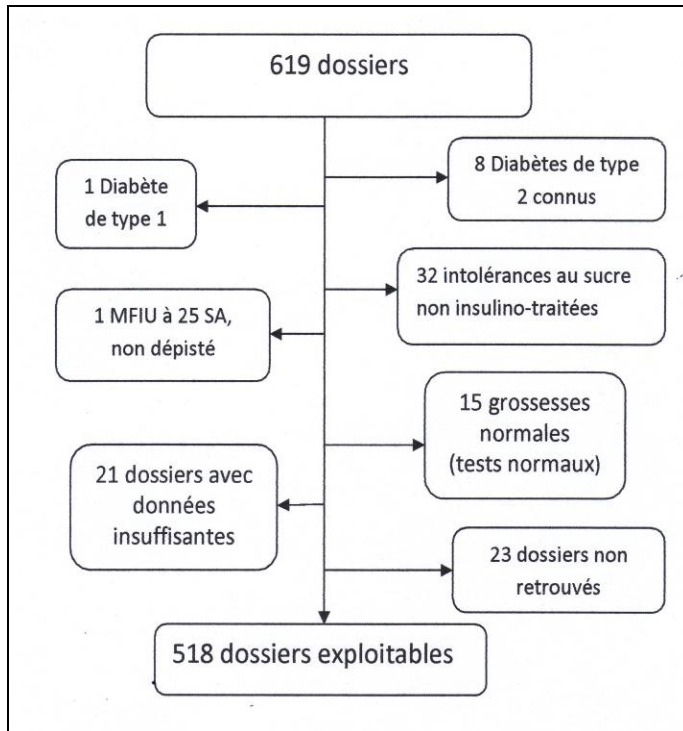 619 dossiers
8 Diabètes de type
2 connus
1 Diabète
de type 1
32 intolérances au sucre
non insulino-traitées
1 MFIU à 25 SA,
non dépisté
15 grossesses
normales
(tests normaux)
21 dossiers avec
données
insuffisantes
23 dossiers non
retrouvés
518 dossiers exploitables